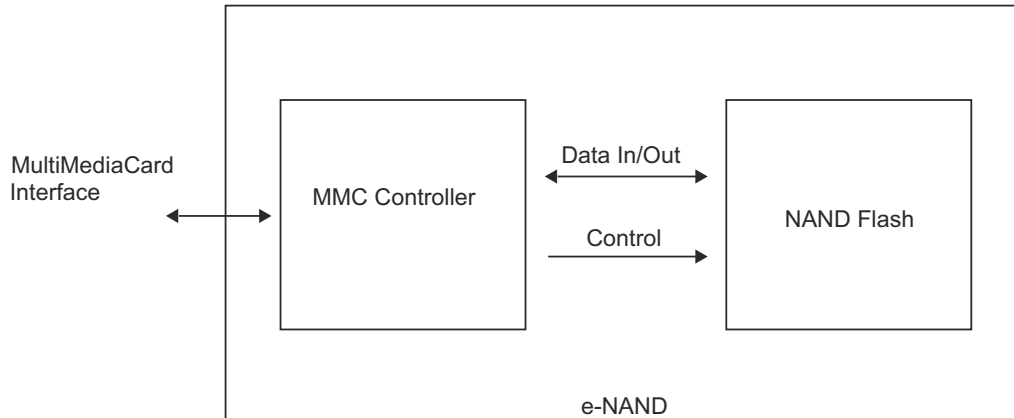 MultiMediaCard
Interface
MMC Controller
Data In/Out
Control
NAND Flash
e-NAND